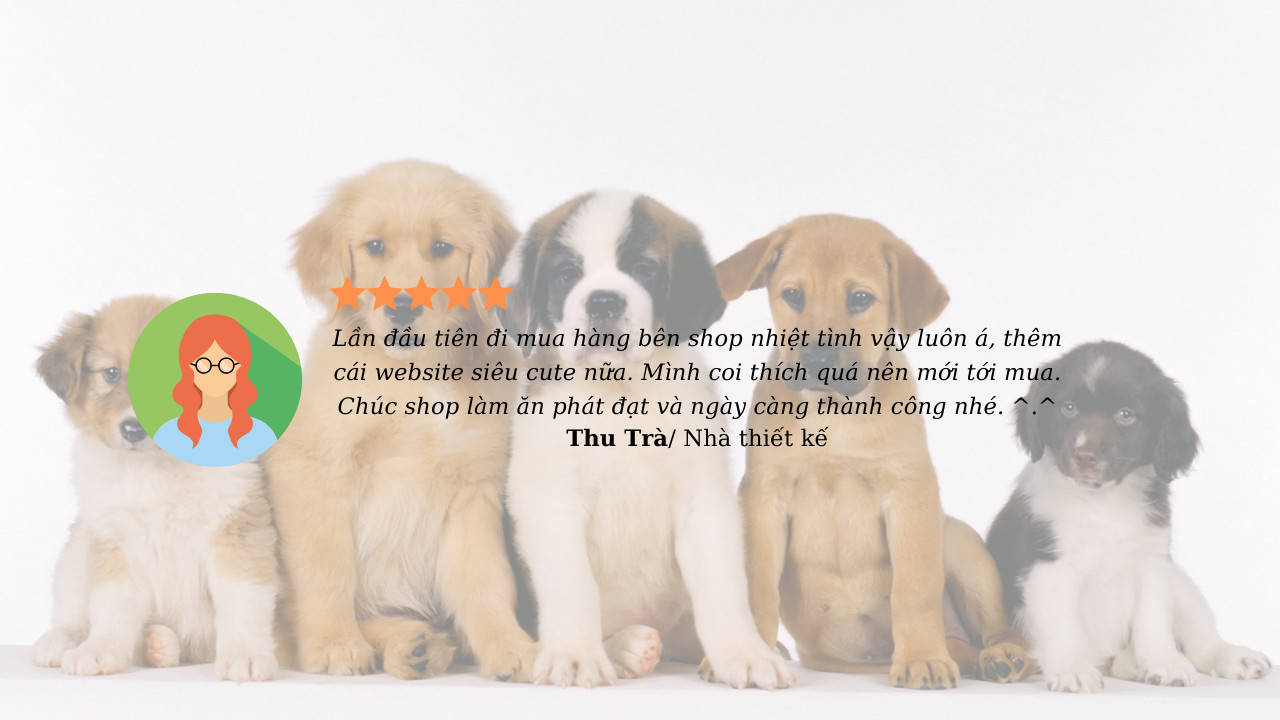 Lần đầu tiên đi mua hàng bên shop nhiệt tình vậy luôn á, thêm
cái website siêu cute nữa. Mình coi thích quá nên mới tới mua.
Chúc shop làm ăn phát đạt và ngày càng thành công nhé. ^.^
Thu Trà/ Nhà thiết kế